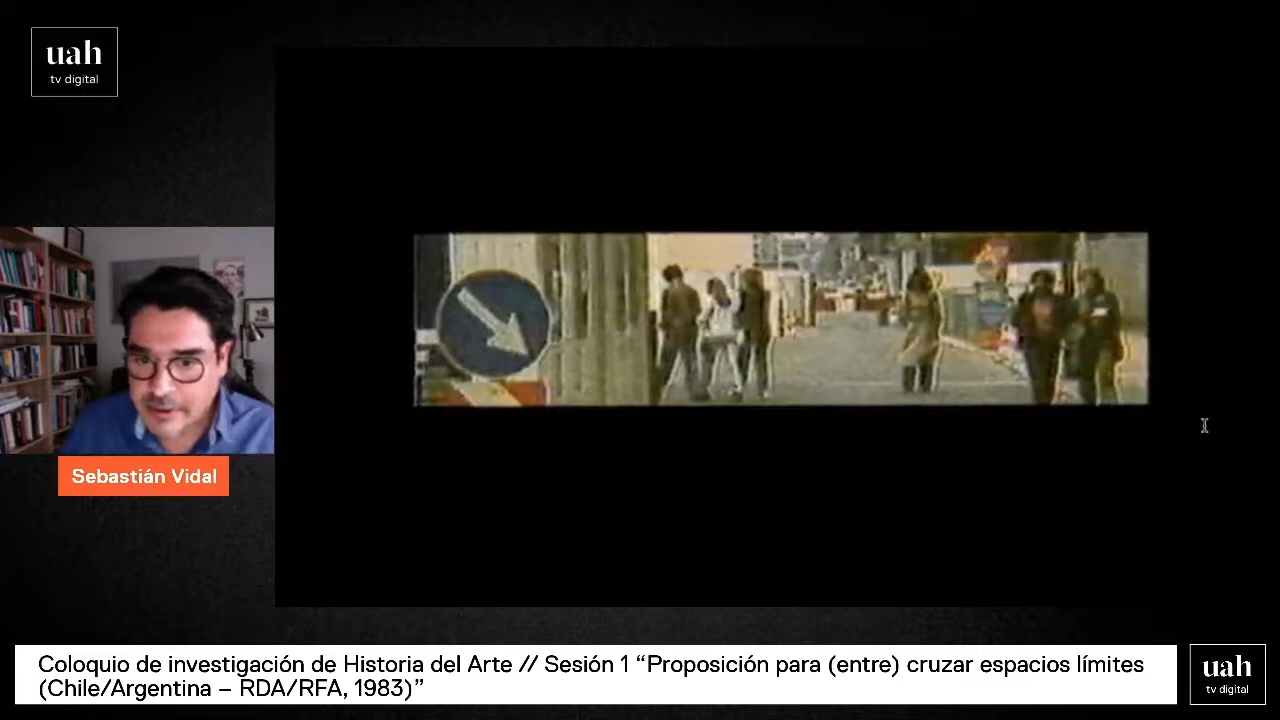 uah
tv digital
Sebastián Vidal
Coloquio de investigación de Historia del Arte // Sesión 1 “Proposición para (entre) cruzar espacios límites
(Chile/Argentina – RDA/RFA, 1983)”
uah
tv digital